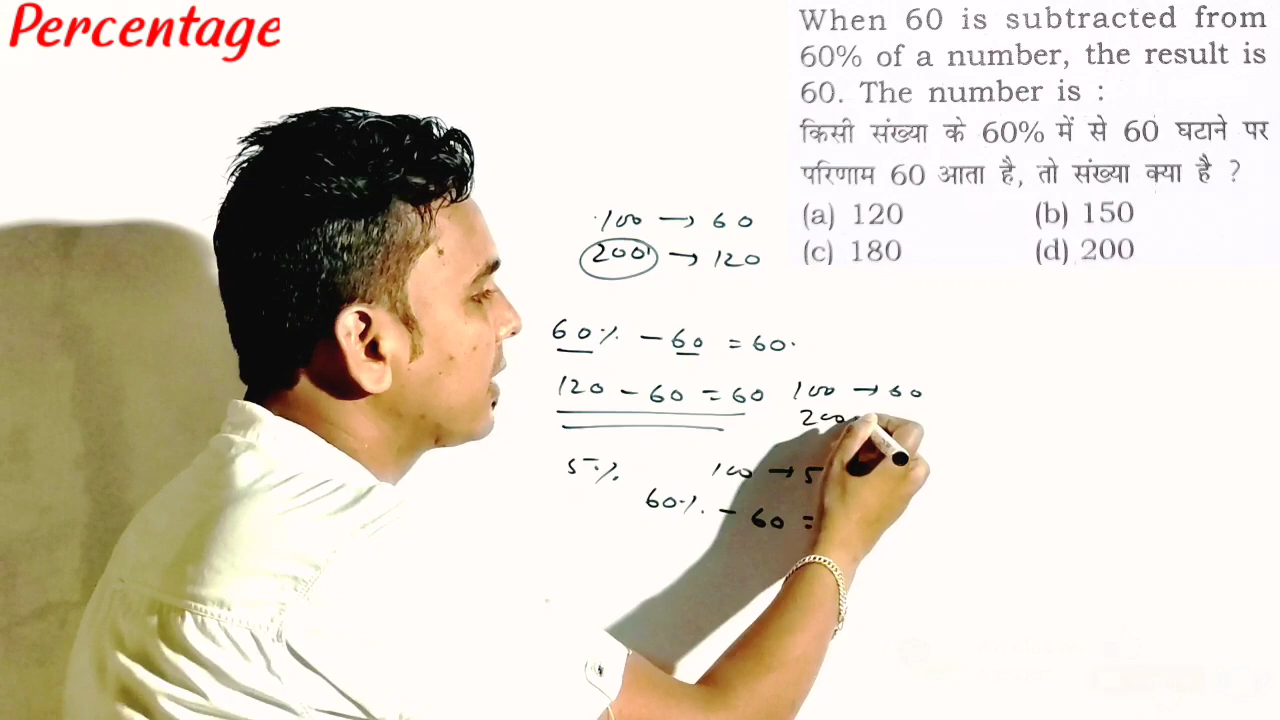 Percentage
When 60 is subtracted from
60% of a number, the result is
60. The number is :
किसी संख्या के 60% में से 60 घटाने पर
परिणाम 60 आता है, तो संख्या क्या है ?
(a) 120 (b) 150
(c) 180 (d) 200
100 → 60
200 → 120
60% - 60 = 60.
120 - 60 = 60
100 → 60
200
5% 100 → 5
60% - 60 =